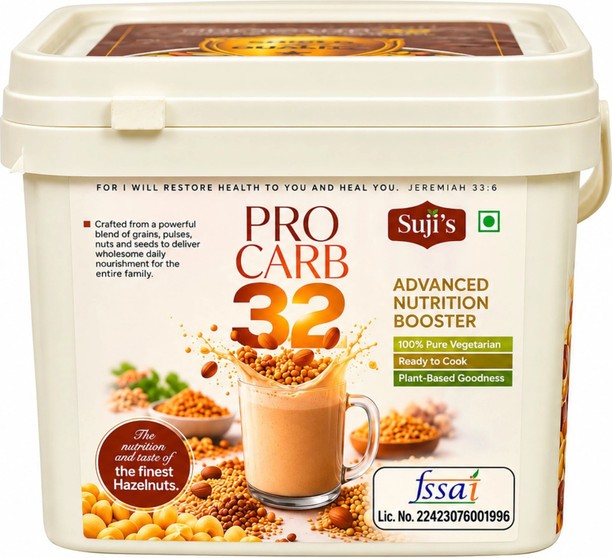 FOR I WILL RESTORE HEALTH TO YOU AND HEAL YOU. JEREMIAH 33:6
Crafted from a powerful
blend of grains, pulses,
nuts and seeds to deliver
wholesome daily
nourishment for the
entire family.
PRO
CARB
32
Suji's
ADVANCED
NUTRITION
BOOSTER
100% Pure Vegetarian
Ready to Cook
Plant-Based Goodness
The
nutrition
and taste of
the finest
Hazelnuts.
fssai
Lic. No. 22423076001996